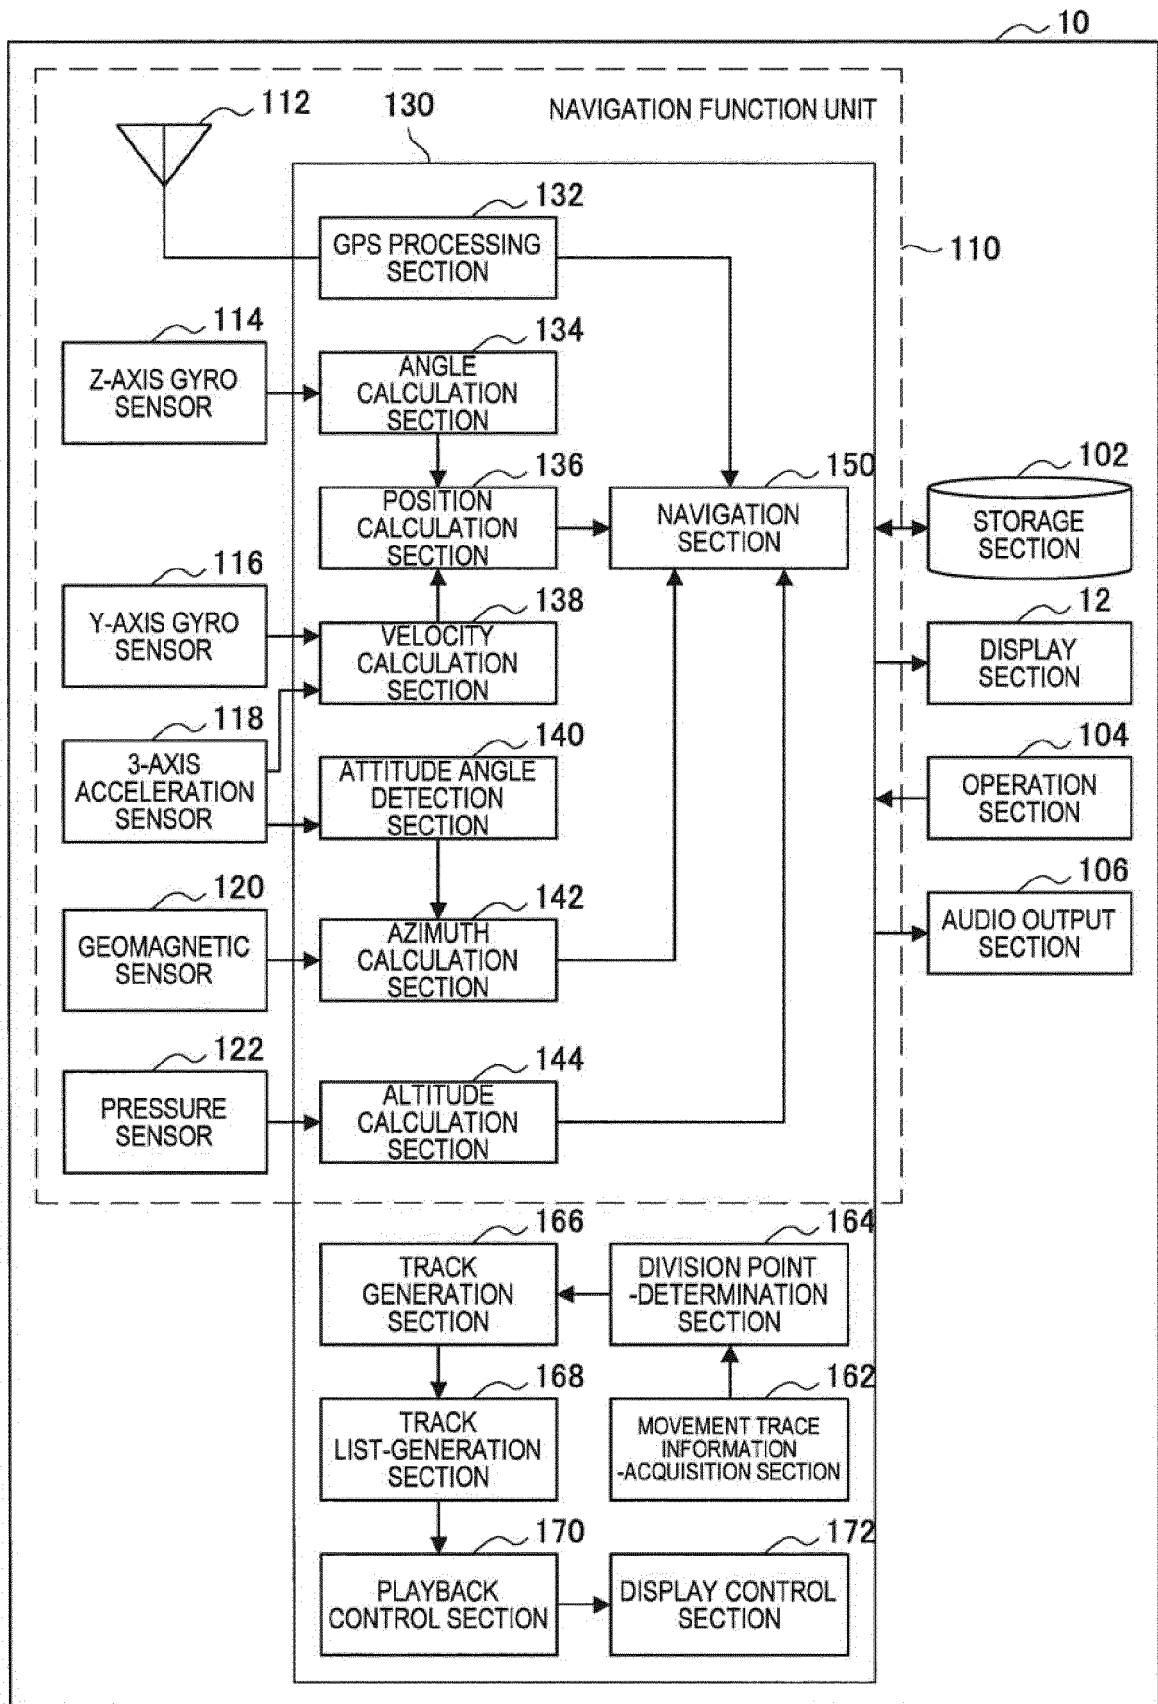 10
NAVIGATION FUNCTION UNIT
112
130
132
GPS PROCESSING
SECTION
110
114
Z-AXIS GYRO
SENSOR
134
ANGLE
CALCULATION
SECTION
136
POSITION
CALCULATION
SECTION
150
NAVIGATION
SECTION
102
STORAGE
SECTION
116
Y-AXIS GYRO
SENSOR
138
VELOCITY
CALCULATION
SECTION
12
DISPLAY
SECTION
118
3-AXIS
ACCELERATION
SENSOR
140
ATTITUDE ANGLE
DETECTION
SECTION
104
OPERATION
SECTION
120
GEOMAGNETIC
SENSOR
142
AZIMUTH
CALCULATION
SECTION
106
AUDIO OUTPUT
SECTION
122
PRESSURE
SENSOR
144
ALTITUDE
CALCULATION
SECTION
166
TRACK
GENERATION
SECTION
164
DIVISION POINT
-DETERMINATION
SECTION
168
TRACK
LIST-GENERATION
SECTION
162
MOVEMENT TRACE
INFORMATION
-ACQUISITION SECTION
170
PLAYBACK
CONTROL SECTION
172
DISPLAY CONTROL
SECTION